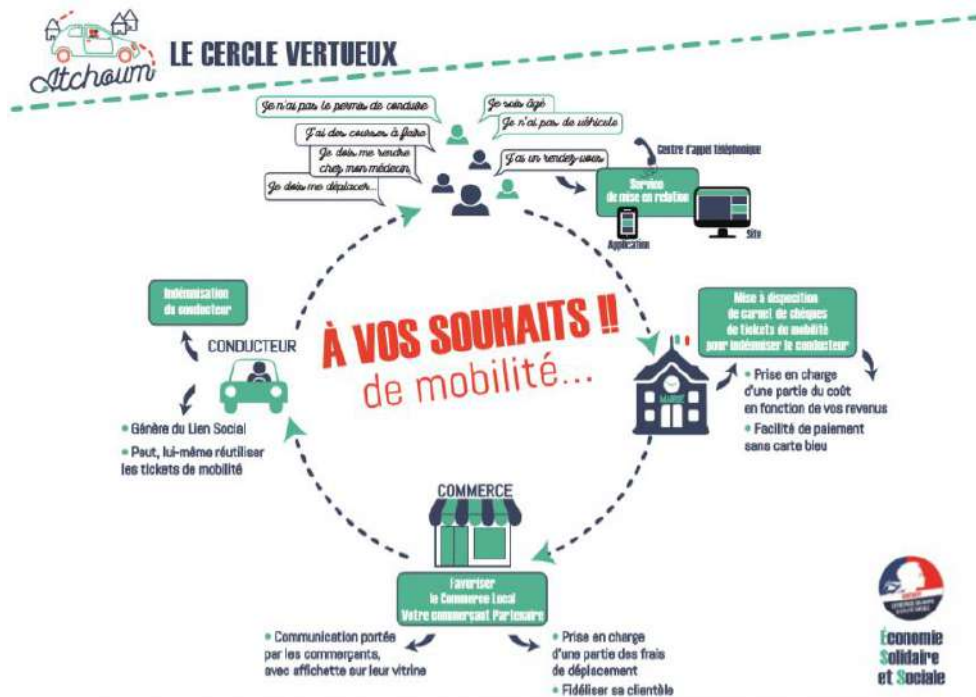 Atchoum
LE CERCLE VERTUEUX
Je n'ai pas le permis de conduire
Je suis âgé
Je n'ai pas de véhicule
J'ai des courses à faire
Je dois me rendre
chez mon médecin
J'ai un rendez-vous
Je dois me déplacer...
Centre d'appel téléphonique
Service
de mise en relation
Application
Site
Indemnisation
du conducteur
CONDUCTEUR
À VOS SOUHAITS !!
de mobilité...
Mise à disposition
de carnet de chèques
de tickets de mobilité
pour indemniser le conducteur
MAIRIE
• Prise en charge
d'une partie du coût
en fonction de vos revenus
• Facilité de paiement
sans carte bleu
• Génère du Lien Social
• Peut, lui-même réutiliser
les tickets de mobilité
COMMERCE
Favoriser
le Commerce Local
Votre commerçant Partenaire
• Communication portée
par les commerçants,
avec affichette sur leur vitrine
• Prise en charge
d'une partie des frais
de déplacement
• Fidéliser sa clientèle
Économie
Solidaire
et Sociale